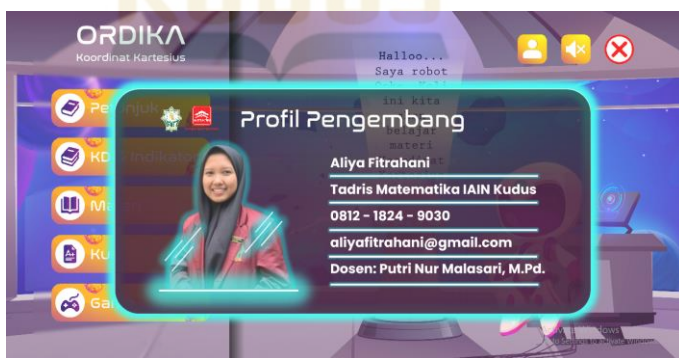 ORDIKA
Koordinat Kartesius
Halloo...
Saya robot
ini kita
belajar
materi
Profil Pengembang
Aliya Fitrahani
Tadris Matematika IAIN Kudus
0812 - 1824 - 9030
aliyafitrahani@gmail.com
Dosen: Putri Nur Malasari, M.Pd.